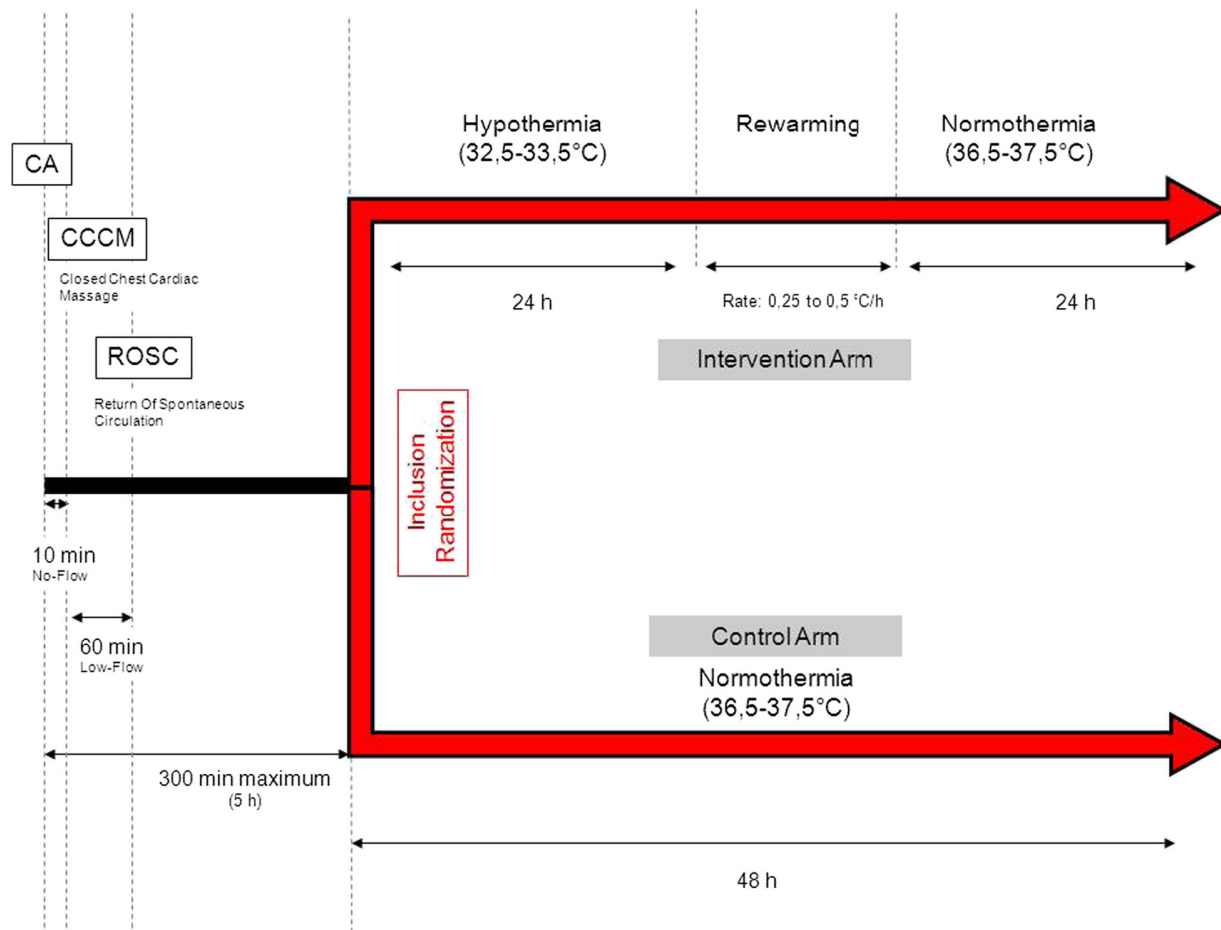 Hypothermia
(32,5-33,5°C)
Rewarming
Normothermia
(36,5-37,5°C)
CA
CCCM
Closed Chest Cardiac
Massage
24 h
Rate: 0,25 to 0,5 °C/h
24 h
ROSC
Return Of Spontaneous
Circulation
Intervention Arm
Inclusion
Randomization
10 min
No-Flow
60 min
Low-Flow
Control Arm
Normothermia
(36,5-37,5°C)
300 min maximum
(5 h)
48 h